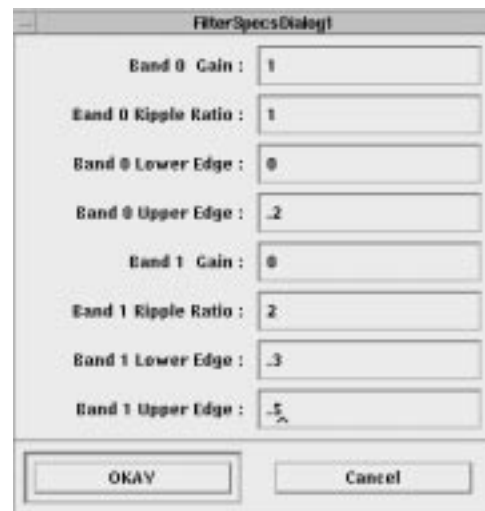 FilterSpecsDialog1
Band 0 Gain : 1
Band 0 Ripple Ratio : 1
Band 0 Lower Edge : 0
Band 0 Upper Edge : .2
Band 1 Gain : 0
Band 1 Ripple Ratio : 2
Band 1 Lower Edge : .3
Band 1 Upper Edge : .5
OKAY Cancel